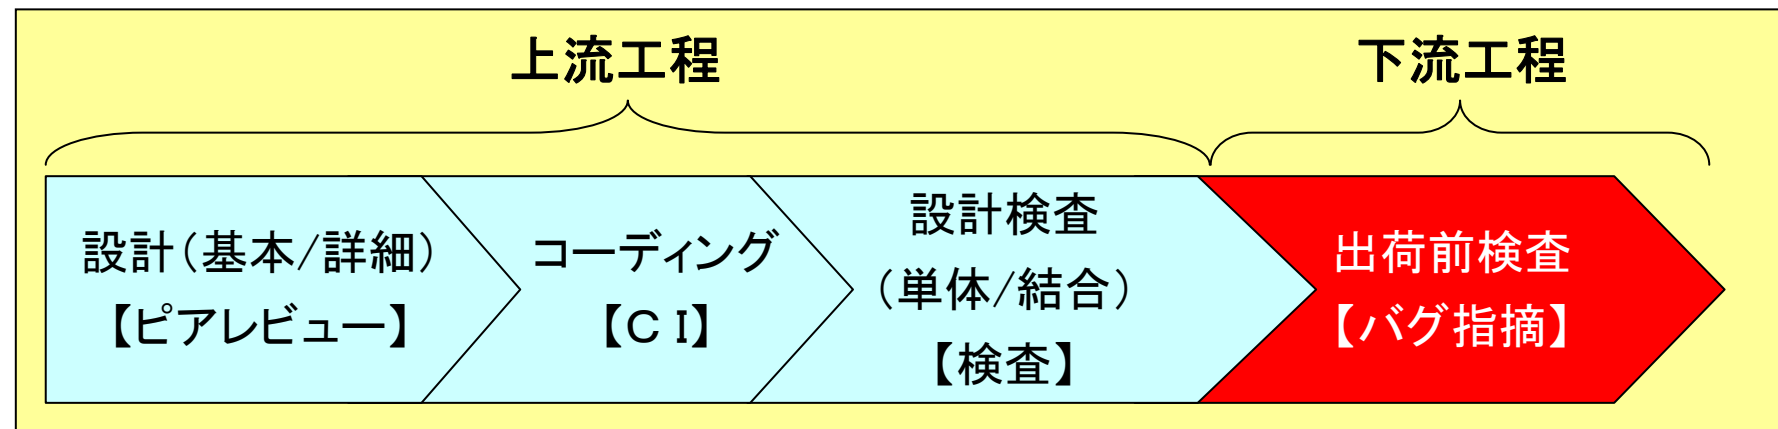 上流工程
下流工程
設計（基本/詳細）
【ピアレビュー】
コーディング
【ＣＩ】
設計検査
（単体/結合）
【検査】
出荷前検査
【バグ指摘】